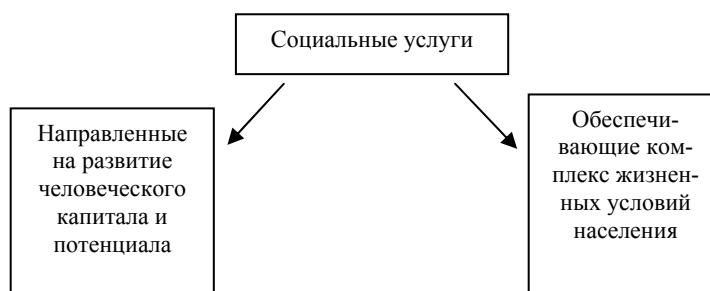 Социальные услуги
Направленные
на развитие
человеческого
капитала и
потенциала
Обеспечи-
вающие ком-
плекс жизнен-
ных условий
населения